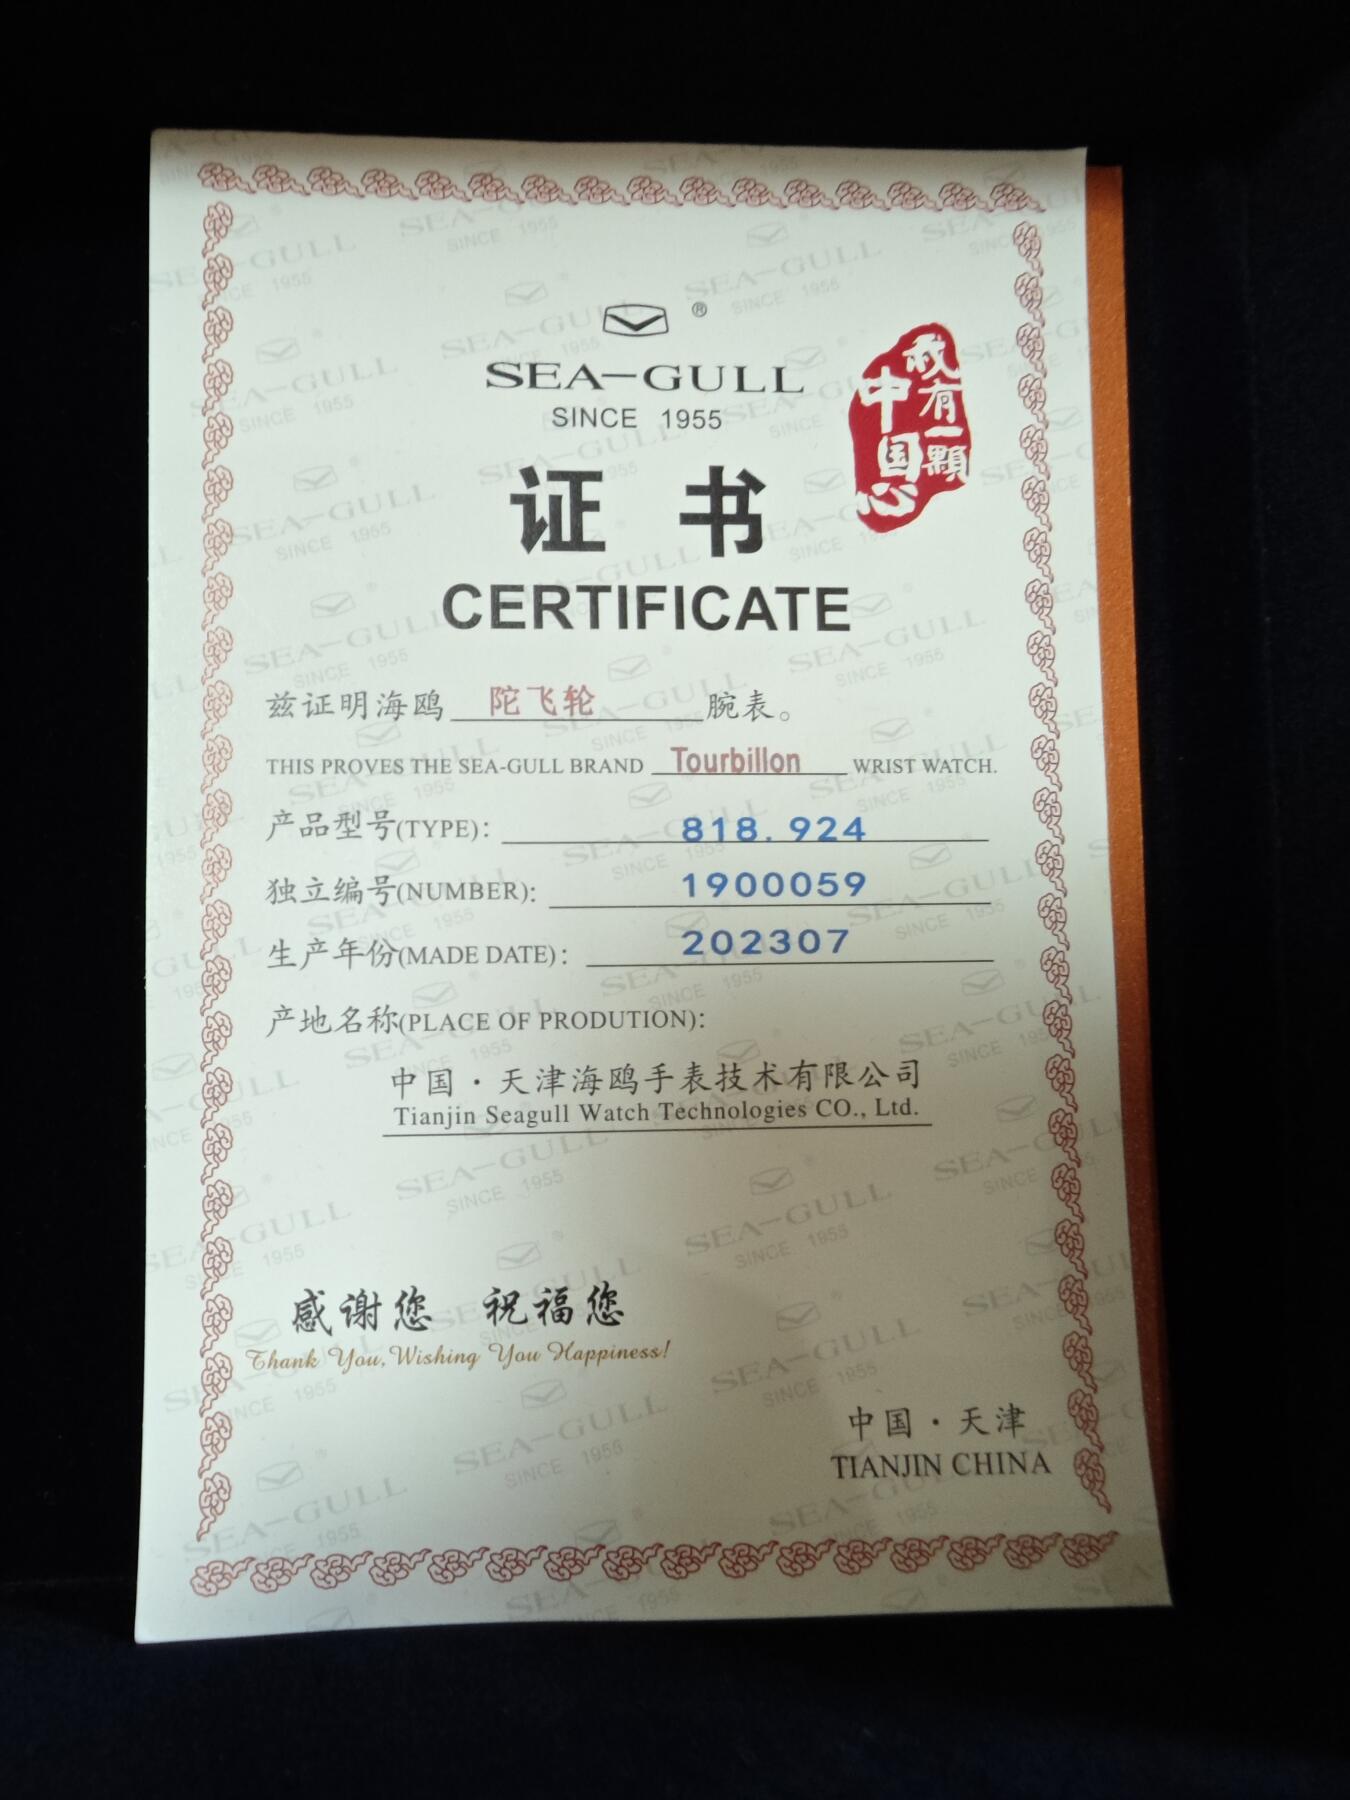 ®
SEA-GULL
SINCE 1955
我有一颗
中国心
证 书
CERTIFICATE
兹证明海鸥 陀飞轮 腕表。
THIS PROVES THE SEA-GULL BRAND Tourbillon WRIST WATCH.
产品型号(TYPE): 818.924
独立编号(NUMBER): 1900059
生产年份(MADE DATE): 202307
产地名称(PLACE OF PRODUTION):
中国·天津海鸥手表技术有限公司
Tianjin Seagull Watch Technologies CO., Ltd.
感谢您 祝福您
Thank You, Wishing You Happiness!
中国·天津
TIANJIN CHINA